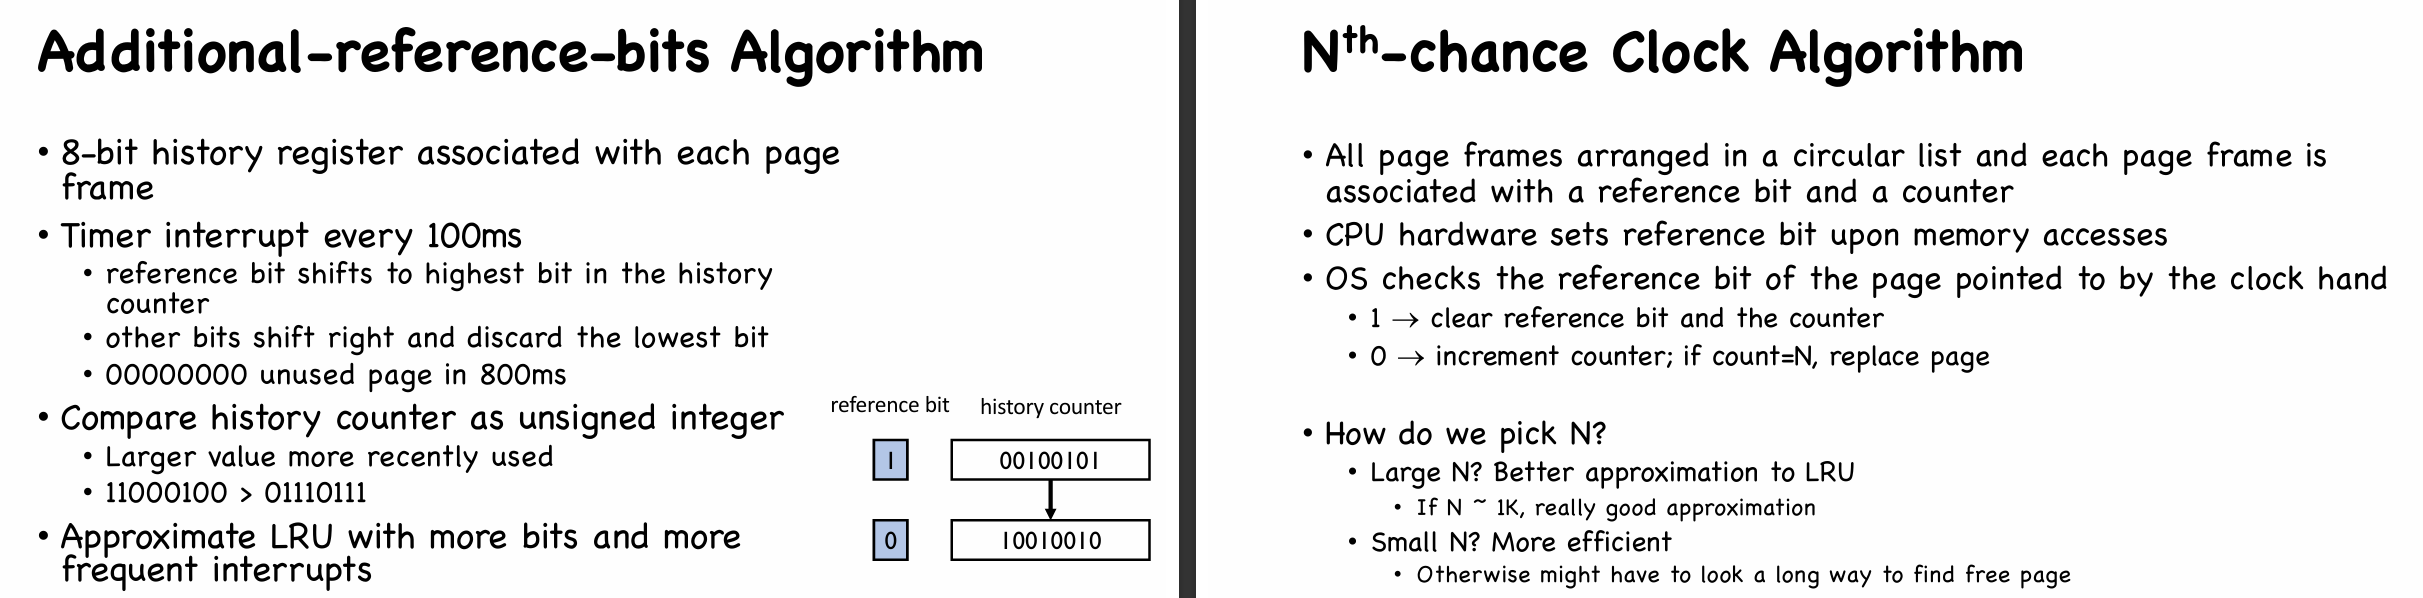 Additional-reference-bits Algorithm
• 8-bit history register associated with each page
frame
• Timer interrupt every 100ms
• reference bit shifts to highest bit in the history
counter
• other bits shift right and discard the lowest bit
• 00000000 unused page in 800ms
• Compare history counter as unsigned integer
• Larger value more recently used
• 11000100 > 01110111
• Approximate LRU with more bits and more
frequent interrupts
reference bit history counter
1 00100101
0 10010010
Nth-chance Clock Algorithm
• All page frames arranged in a circular list and each page frame is
associated with a reference bit and a counter
• CPU hardware sets reference bit upon memory accesses
• OS checks the reference bit of the page pointed to by the clock hand
• 1 → clear reference bit and the counter
• 0 → increment counter; if count=N, replace page
• How do we pick N?
• Large N? Better approximation to LRU
• If N ~ 1K, really good approximation
• Small N? More efficient
• Otherwise might have to look a long way to find free page